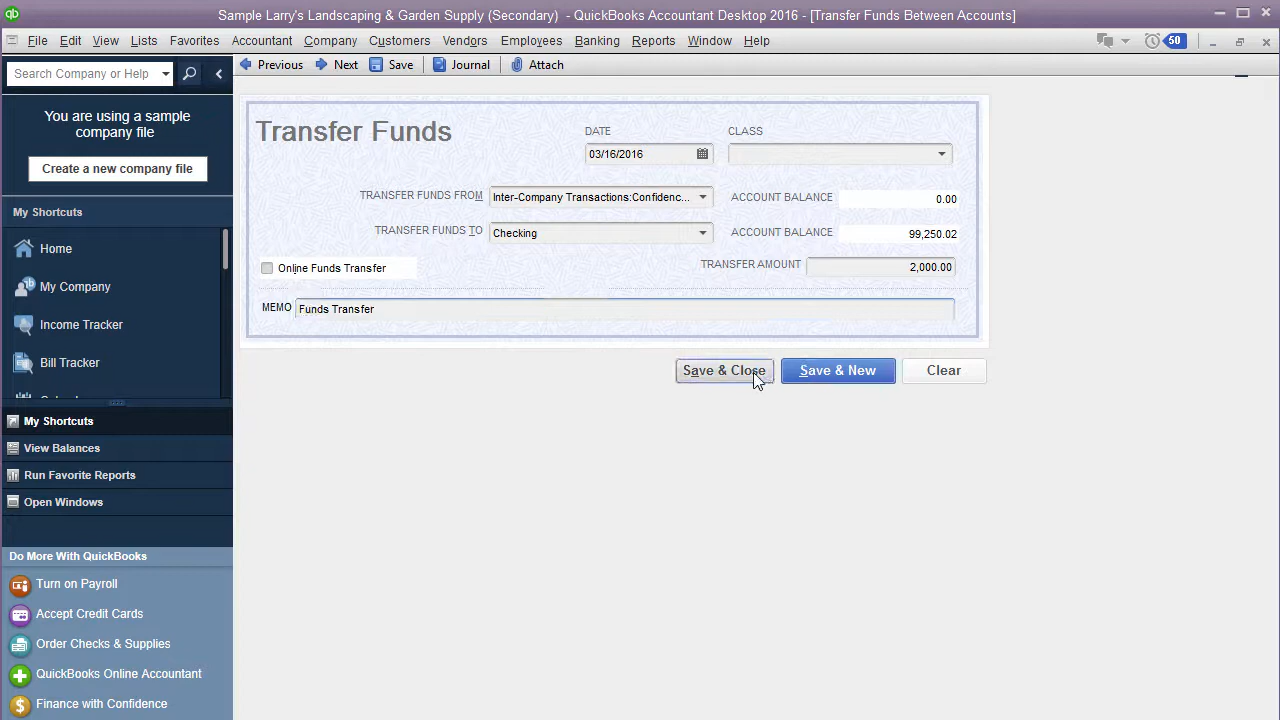 Sample Larry's Landscaping & Garden Supply (Secondary) - QuickBooks Accountant Desktop 2016 - [Transfer Funds Between Accounts]
File Edit View Lists Favorites Accountant Company Customers Vendors Employees Banking Reports Window Help
50
Search Company or Help
Previous Next Save Journal Attach
You are using a sample
company file
Create a new company file
My Shortcuts
Home
My Company
Income Tracker
Bill Tracker
My Shortcuts
View Balances
Run Favorite Reports
Open Windows
Do More With QuickBooks
Turn on Payroll
Accept Credit Cards
Order Checks & Supplies
QuickBooks Online Accountant
Finance with Confidence
Transfer Funds
DATE
03/16/2016
CLASS
TRANSFER FUNDS FROM Inter-Company Transactions:Confidenc... ACCOUNT BALANCE 0.00
TRANSFER FUNDS TO Checking ACCOUNT BALANCE 99,250.02
Online Funds Transfer TRANSFER AMOUNT 2,000.00
MEMO Funds Transfer
Save & Close Save & New Clear